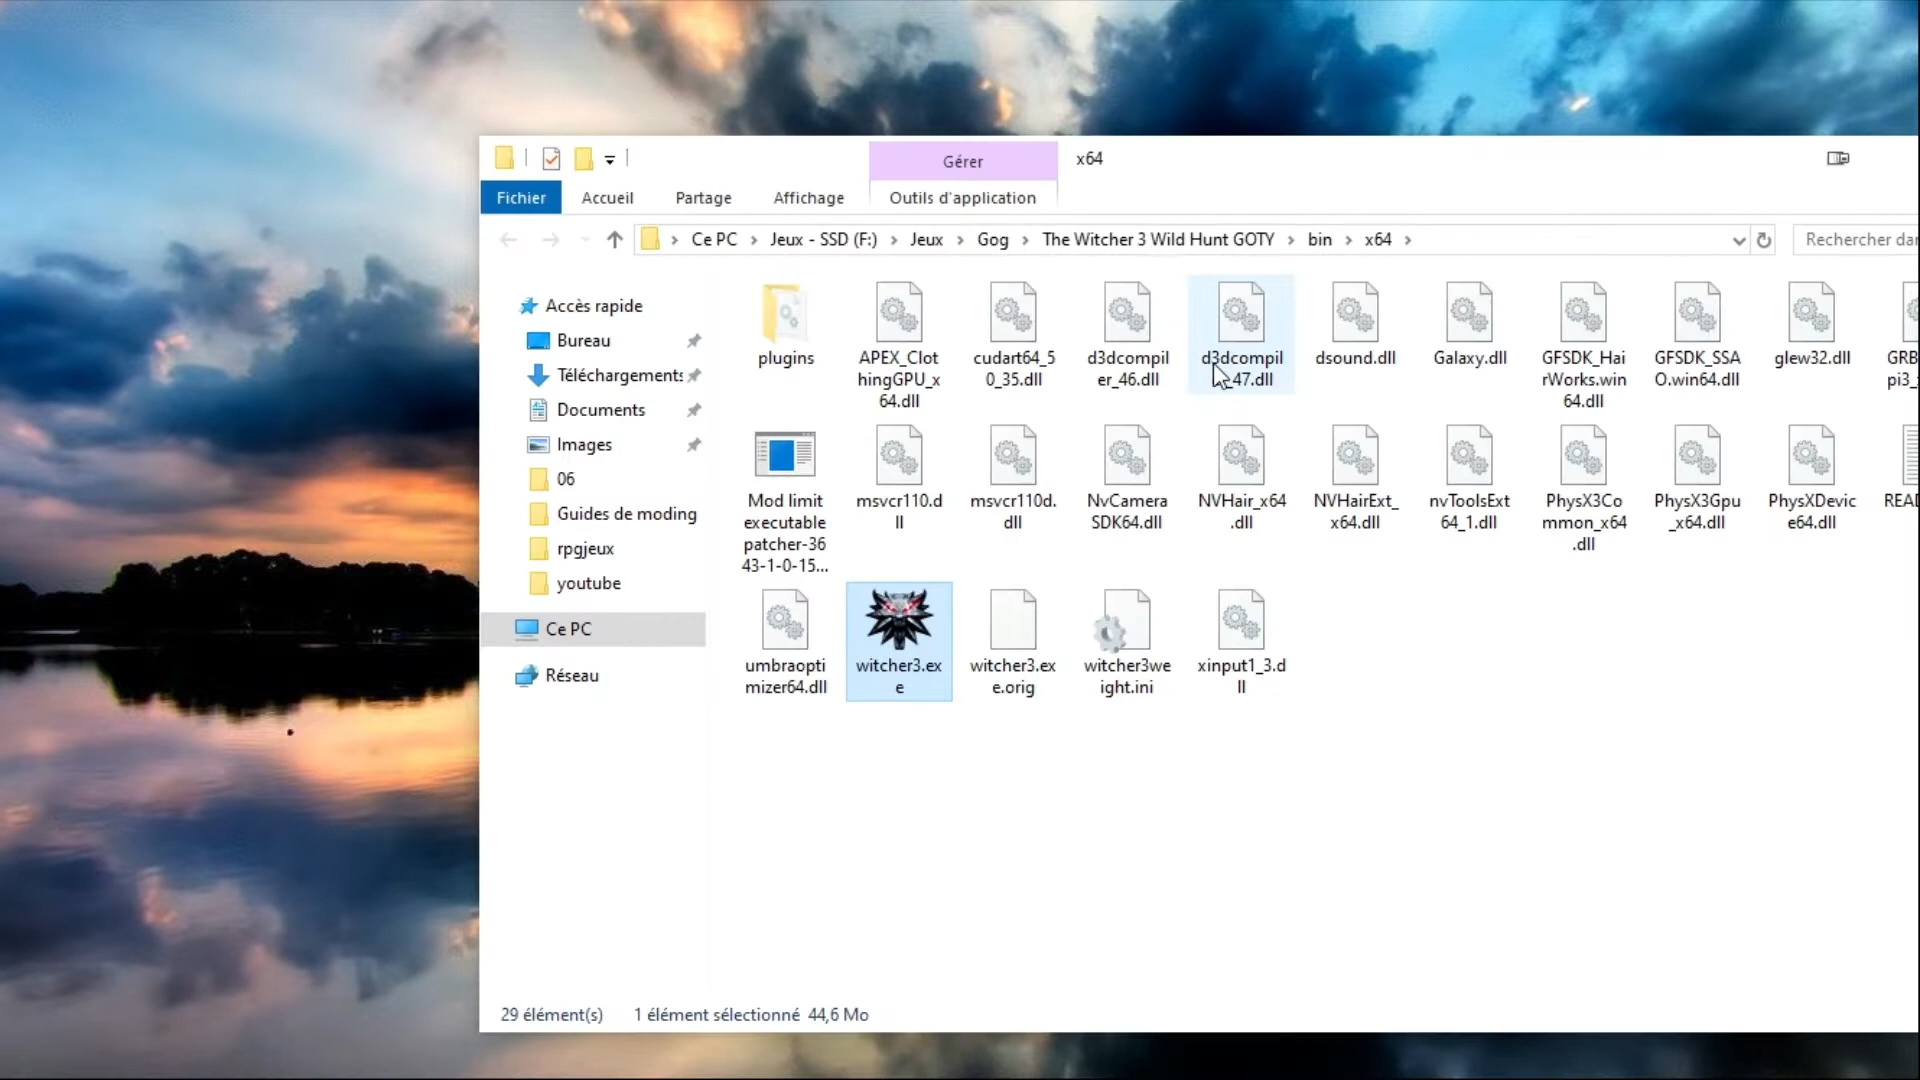 Gérer
x64
Fichier
Accueil
Partage
Affichage
Outils d'application
Ce PC
Jeux - SSD (F:)
Jeux
Gog
The Witcher 3 Wild Hunt GOTY
bin
x64
Rechercher dan
Accès rapide
Bureau
Téléchargements
Documents
Images
06
Guides de moding
rpgjeux
youtube
Ce PC
Réseau
plugins
APEX_Clot
hingGPU_x
64.dll
cudart64_5
0_35.dll
d3dcompil
er_46.dll
d3dcompil
_47.dll
dsound.dll
Galaxy.dll
GFSDK_Hai
rWorks.win
64.dll
GFSDK_SSA
O.win64.dll
glew32.dll
GRB
pi3_
Mod limit
executable
patcher-36
43-1-0-15...
msvcr110.d
ll
msvcr110d.
dll
NvCamera
SDK64.dll
NVHair_x64
.dll
NVHairExt_
x64.dll
nvToolsExt
64_1.dll
PhysX3Co
mmon_x64
.dll
PhysX3Gpu
_x64.dll
PhysXDevic
e64.dll
READ
umbraopti
mizer64.dll
witcher3.ex
e
witcher3.ex
e.orig
witcher3we
ight.ini
xinput1_3.d
ll
29 élément(s)
1 élément sélectionné 44,6 Mo